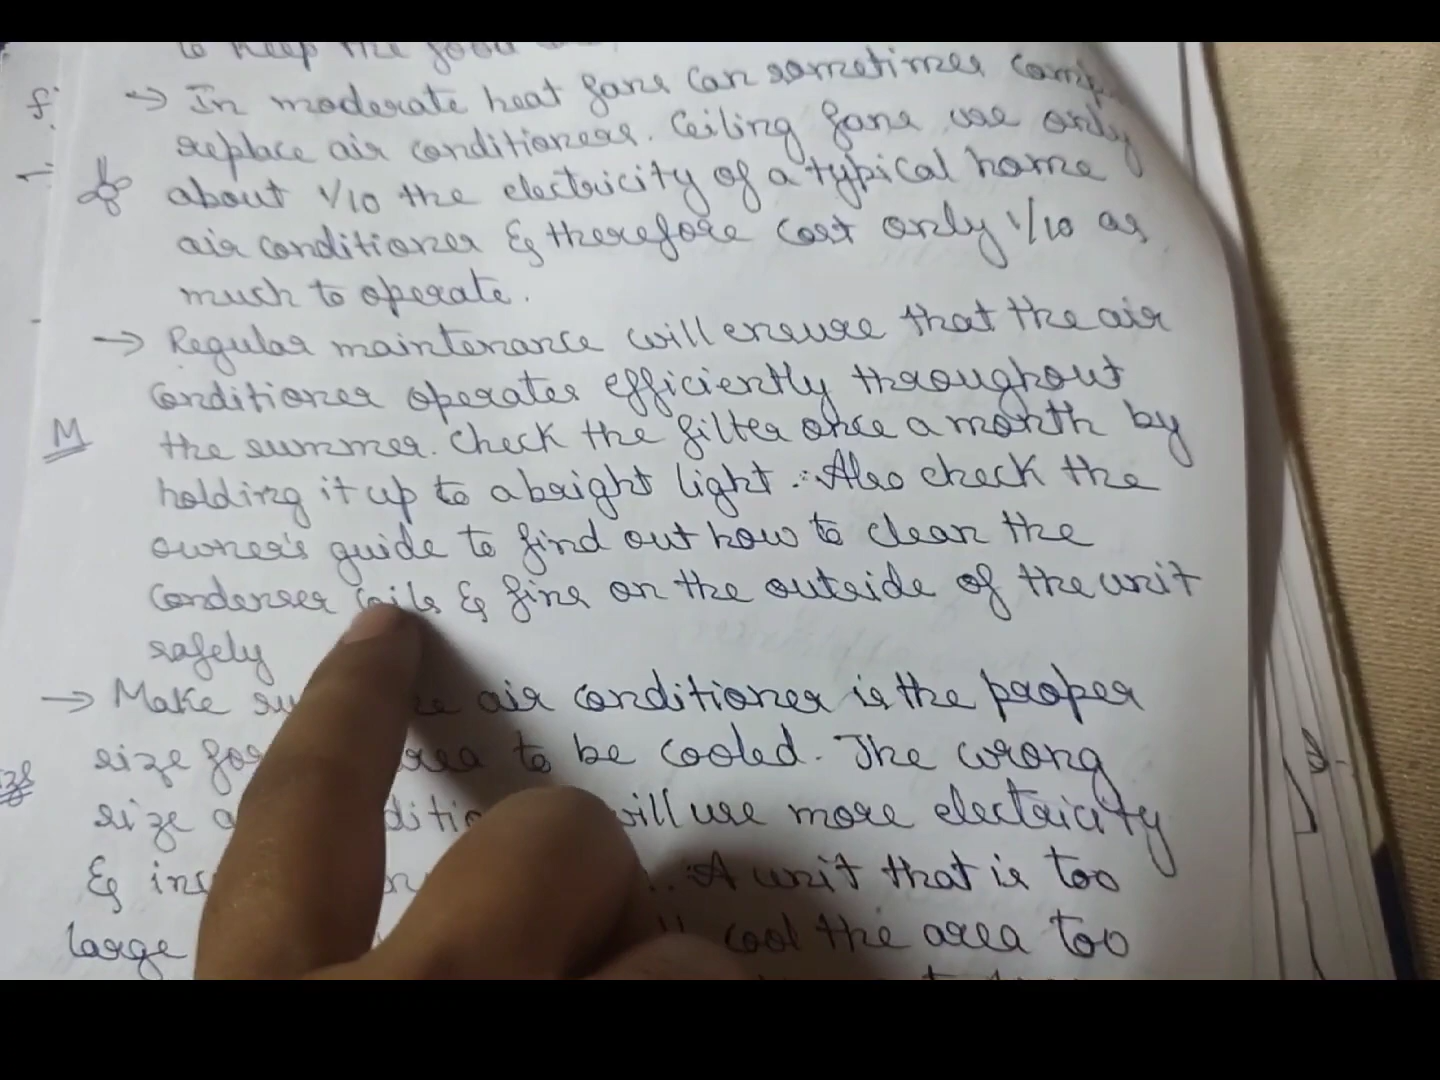 to keep the food
→ In moderate heat fans can sometimes
replace air conditioners. Ceiling fans use only
about 1/10 the electricity of a typical home
air conditioner & therefore cost only 1/10 as
much to operate.
→ Regular maintenance will ensure that the air
conditioner operates efficiently throughout
M the summer. Check the filter once a month by
holding it up to a bright light. Also check the
owner's guide to find out how to clean the
condenser coils & fins on the outside of the unit
safely
→ Make air conditioner is the proper
size to be cooled. The wrong
size will use more electricity
& A unit that is too
large cool the area too